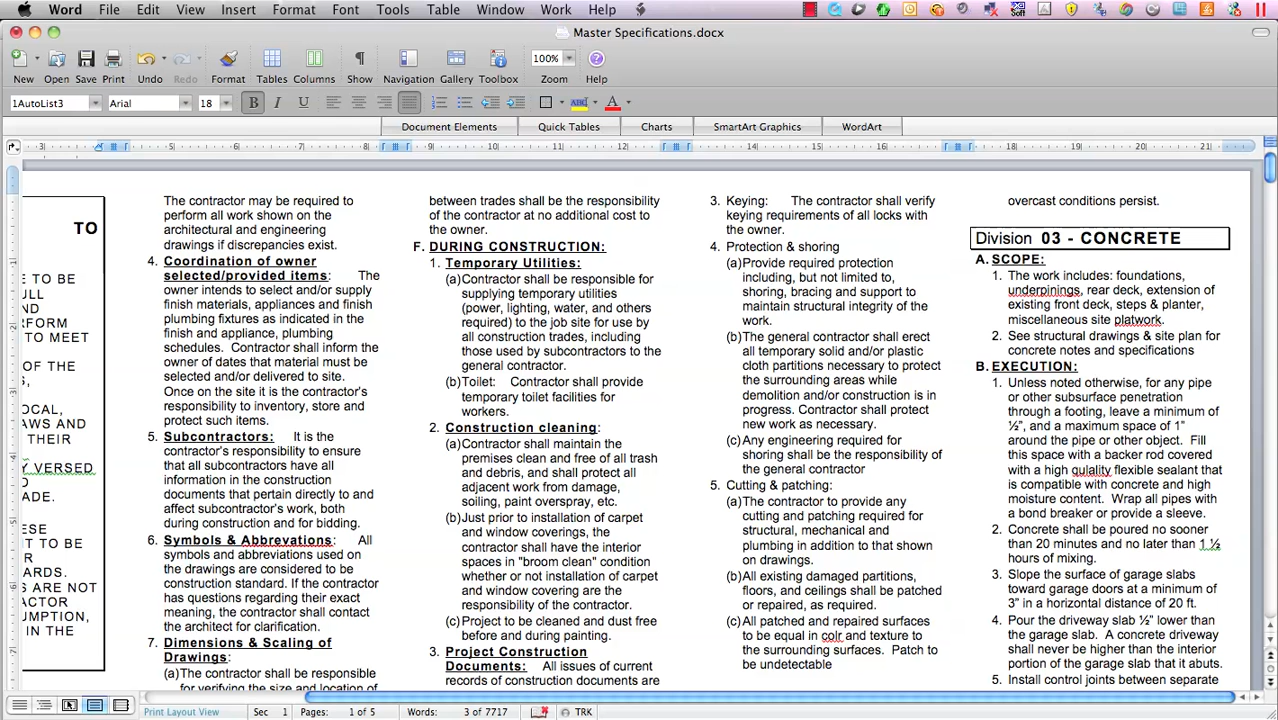 Word File Edit View Insert Format Font Tools Table Window Work Help
Master Specifications.docx
New Open Save Print Undo Redo Format Tables Columns Show Navigation Gallery Toolbox 100% Zoom Help
1AutoList3 Arial 18 B I U ABC A
Document Elements Quick Tables Charts SmartArt Graphics WordArt
3 4 5 6 7 8 9 10 11 12 13 14 15 16 17 18 19 20 21
TO
E TO BE
ULL
ND
RFORM
TO MEET
OF THE
S,
OCAL,
AWS AND
THEIR
Y VERSED
O
ADE.
ESE
IT TO BE
R
ARDS.
S ARE NOT
ACTOR
UMPTION,
IN THE
The contractor may be required to
perform all work shown on the
architectural and engineering
drawings if discrepancies exist.
4. Coordination of owner
selected/provided items: The
owner intends to select and/or supply
finish materials, appliances and finish
plumbing fixtures as indicated in the
finish and appliance, plumbing
schedules. Contractor shall inform the
owner of dates that material must be
selected and/or delivered to site.
Once on the site it is the contractor's
responsibility to inventory, store and
protect such items.
5. Subcontractors: It is the
contractor's responsibility to ensure
that all subcontractors have all
information in the construction
documents that pertain directly to and
affect subcontractor's work, both
during construction and for bidding.
6. Symbols & Abbrevations: All
symbols and abbreviations used on
the drawings are considered to be
construction standard. If the contractor
has questions regarding their exact
meaning, the contractor shall contact
the architect for clarification.
7. Dimensions & Scaling of
Drawings:
(a)The contractor shall be responsible
for verifying the size and location of
between trades shall be the responsibility
of the contractor at no additional cost to
the owner.
F. DURING CONSTRUCTION:
1. Temporary Utilities:
(a)Contractor shall be responsible for
supplying temporary utilities
(power, lighting, water, and others
required) to the job site for use by
all construction trades, including
those used by subcontractors to the
general contractor.
(b)Toilet: Contractor shall provide
temporary toilet facilities for
workers.
2. Construction cleaning:
(a)Contractor shall maintain the
premises clean and free of all trash
and debris, and shall protect all
adjacent work from damage,
soiling, paint overspray, etc.
(b)Just prior to installation of carpet
and window coverings, the
contractor shall have the interior
spaces in "broom clean" condition
whether or not installation of carpet
and window covering are the
responsibility of the contractor.
(c)Project to be cleaned and dust free
before and during painting.
3. Project Construction
Documents: All issues of current
records of construction documents are
3. Keying: The contractor shall verify
keying requirements of all locks with
the owner.
4. Protection & shoring
(a)Provide required protection
including, but not limited to,
shoring, bracing and support to
maintain structural integrity of the
work.
(b)The general contractor shall erect
all temporary solid and/or plastic
cloth partitions necessary to protect
the surrounding areas while
demolition and/or construction is in
progress. Contractor shall protect
new work as necessary.
(c)Any engineering required for
shoring shall be the responsibility of
the general contractor
5. Cutting & patching:
(a)The contractor to provide any
cutting and patching required for
structural, mechanical and
plumbing in addition to that shown
on drawings.
(b)All existing damaged partitions,
floors, and ceilings shall be patched
or repaired, as required.
(c)All patched and repaired surfaces
to be equal in colr and texture to
the surrounding surfaces. Patch to
be undetectable
overcast conditions persist.
Division 03 - CONCRETE
A. SCOPE:
1. The work includes: foundations,
underpinings, rear deck, extension of
existing front deck, steps & planter,
miscellaneous site platwork.
2. See structural drawings & site plan for
concrete notes and specifications
B. EXECUTION:
1. Unless noted otherwise, for any pipe
or other subsurface penetration
through a footing, leave a minimum of
½", and a maximum space of 1"
around the pipe or other object. Fill
this space with a backer rod covered
with a high qulality flexible sealant that
is compatible with concrete and high
moisture content. Wrap all pipes with
a bond breaker or provide a sleeve.
2. Concrete shall be poured no sooner
than 20 minutes and no later than 1 ½
hours of mixing.
3. Slope the surface of garage slabs
toward garage doors at a minimum of
3" in a horizontal distance of 20 ft.
4. Pour the driveway slab ½" lower than
the garage slab. A concrete driveway
shall never be higher than the interior
portion of the garage slab that it abuts.
5. Install control joints between separate
Print Layout View Sec 1 Pages: 1 of 5 Words: 3 of 7717 TRK